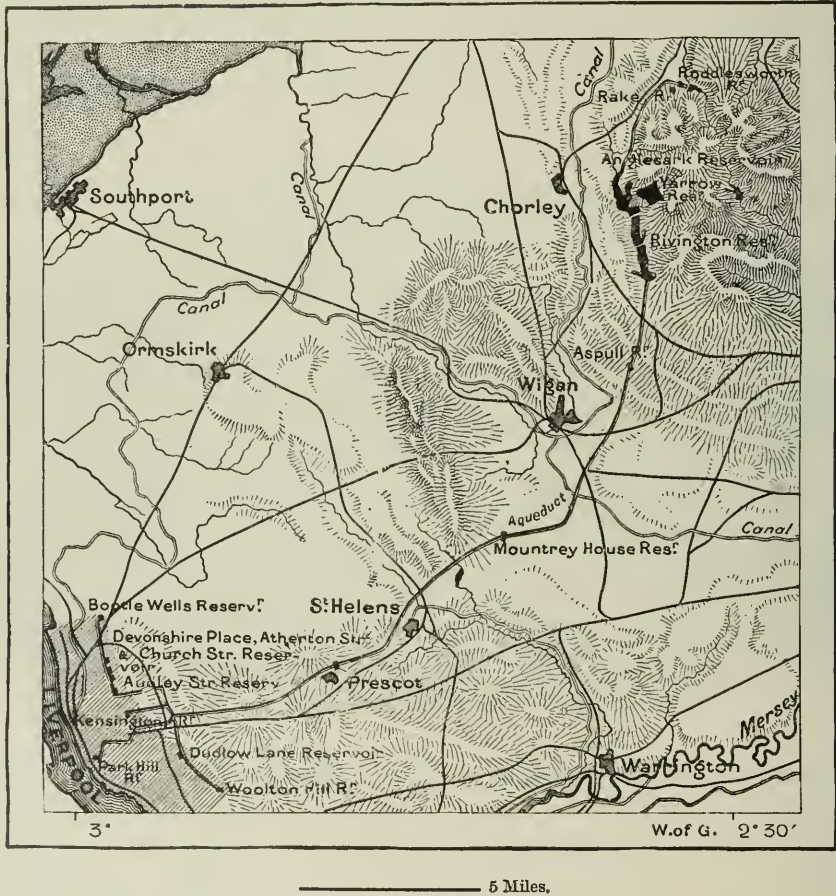 Roddlesworth
Rr.
Rake Rr.
Canal
Anglesark Reservoir
Yarrow
Resr.
Southport
Canal
Chorley
Rivington Resr.
Canal
Ormskirk
Aspull Rr.
Wigan
Aqueduct
Canal
Mountrey House Resr.
Bootle Wells Reservr.
St. Helens
Devonshire Place, Atherton Str.
& Church Str. Reser-
voir
Audley Str Reserv.
Prescot
Kensington Rr.
LIVERPOOL
Mersey
Dudlow Lane Reservoir
Park Hill
Rr.
Warrington
Woolton Hill Rr.
3°
W. of G. 2° 30′
5 Miles.